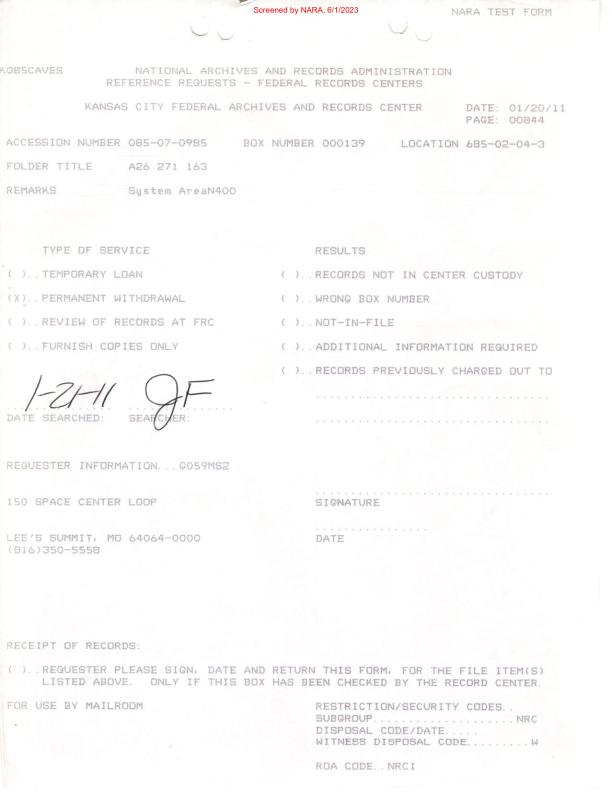 Screened by NARA, 6/1/2023
NARA TEST FORM
K085CAVES NATIONAL ARCHIVES AND RECORDS ADMINISTRATION
REFERENCE REQUESTS - FEDERAL RECORDS CENTERS
KANSAS CITY FEDERAL ARCHIVES AND RECORDS CENTER DATE: 01/20/11
PAGE: 00844
ACCESSION NUMBER 085-07-0985 BOX NUMBER 000139 LOCATION 685-02-04-3
FOLDER TITLE A26 271 163
REMARKS System AreaN400
TYPE OF SERVICE RESULTS
( )..TEMPORARY LOAN ( )..RECORDS NOT IN CENTER CUSTODY
(X)..PERMANENT WITHDRAWAL ( )..WRONG BOX NUMBER
( )..REVIEW OF RECORDS AT FRC ( )..NOT-IN-FILE
( )..FURNISH COPIES ONLY ( )..ADDITIONAL INFORMATION REQUIRED
( )..RECORDS PREVIOUSLY CHARGED OUT TO
1-21-11 JF
DATE SEARCHED: SEARCHER:
REQUESTER INFORMATION...G059MS2
150 SPACE CENTER LOOP SIGNATURE
LEE'S SUMMIT, MO 64064-0000 DATE
(816)350-5558
RECEIPT OF RECORDS:
( )..REQUESTER PLEASE SIGN, DATE AND RETURN THIS FORM, FOR THE FILE ITEM(S)
LISTED ABOVE. ONLY IF THIS BOX HAS BEEN CHECKED BY THE RECORD CENTER.
FOR USE BY MAILROOM RESTRICTION/SECURITY CODES..
SUBGROUP....................NRC
DISPOSAL CODE/DATE.....
WITNESS DISPOSAL CODE.........W
ROA CODE..NRCI